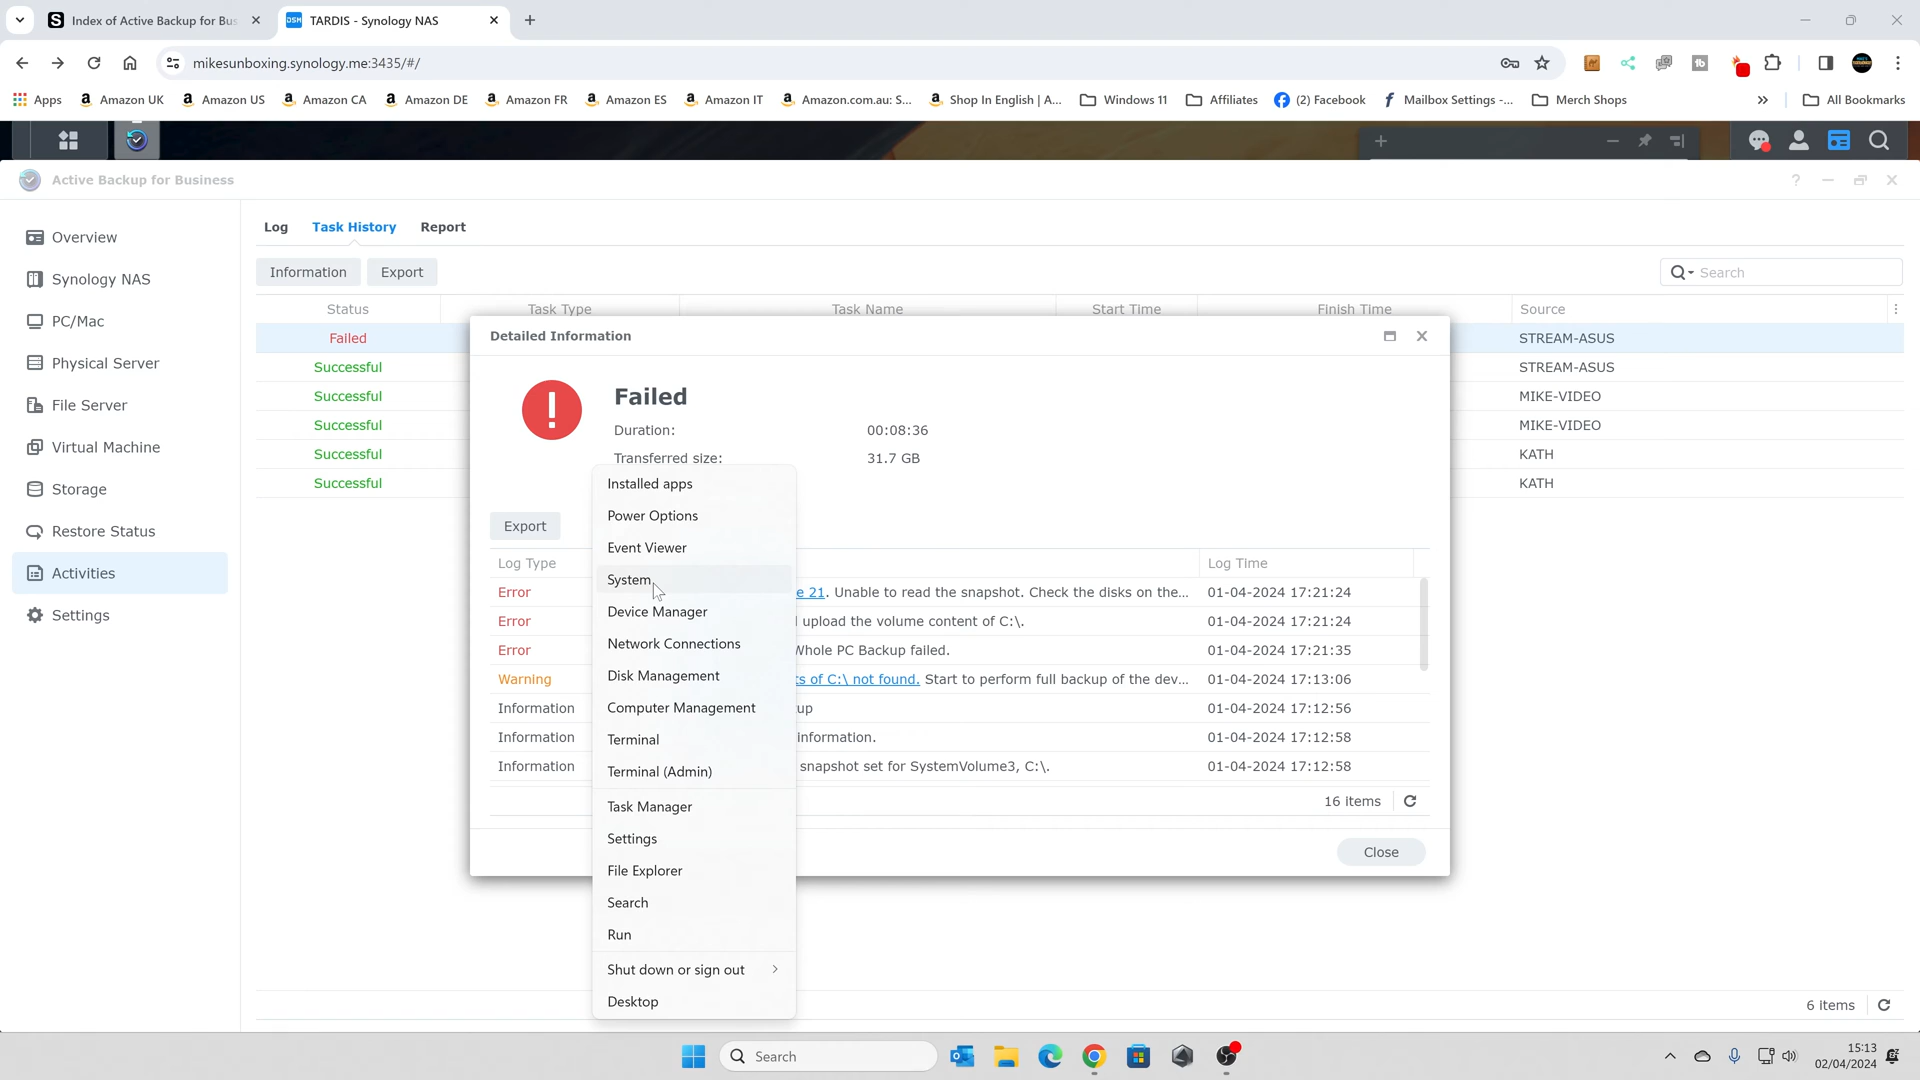 Index of Active Backup for Bus
TARDIS - Synology NAS
mikesunboxing.synology.me:3435/#/
Apps
Amazon UK
Amazon US
Amazon CA
Amazon DE
Amazon FR
Amazon ES
Amazon IT
Amazon.com.au: S...
Shop In English | A...
Windows 11
Affiliates
(2) Facebook
Mailbox Settings -...
Merch Shops
All Bookmarks
Active Backup for Business
Overview
Synology NAS
PC/Mac
Physical Server
File Server
Virtual Machine
Storage
Restore Status
Activities
Settings
Log Task History Report
Information Export
Search
Status Task Type Task Name Start Time Finish Time Source
Failed STREAM-ASUS
Successful STREAM-ASUS
Successful MIKE-VIDEO
Successful MIKE-VIDEO
Successful KATH
Successful KATH
Detailed Information
Failed
Duration: 00:08:36
Transferred size: 31.7 GB
Export
Log Type Log Time
Error e 21. Unable to read the snapshot. Check the disks on the... 01-04-2024 17:21:24
Error upload the volume content of C:\. 01-04-2024 17:21:24
Error Whole PC Backup failed. 01-04-2024 17:21:35
Warning ts of C:\ not found. Start to perform full backup of the dev... 01-04-2024 17:13:06
Information up 01-04-2024 17:12:56
Information information. 01-04-2024 17:12:58
Information snapshot set for SystemVolume3, C:\. 01-04-2024 17:12:58
16 items
Close
Installed apps
Power Options
Event Viewer
System
Device Manager
Network Connections
Disk Management
Computer Management
Terminal
Terminal (Admin)
Task Manager
Settings
File Explorer
Search
Run
Shut down or sign out
Desktop
6 items
Search
15:13
02/04/2024